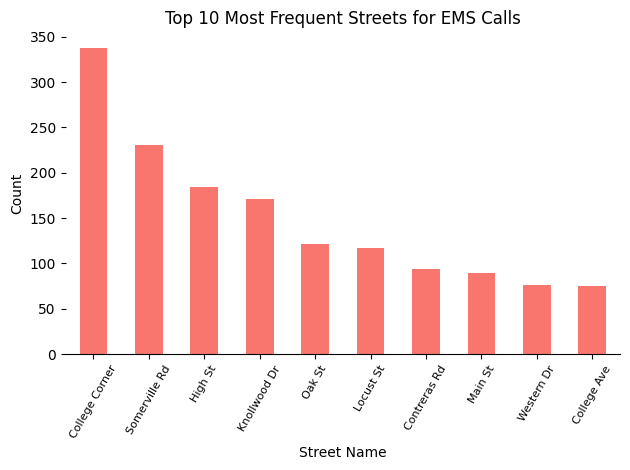 Top 10 Most Frequent Streets for EMS Calls
Count
350
300
250
200
150
100
50
0
College Corner
Somerville Rd
High St
Knollwood Dr
Oak St
Locust St
Contreras Rd
Main St
Western Dr
College Ave
Street Name